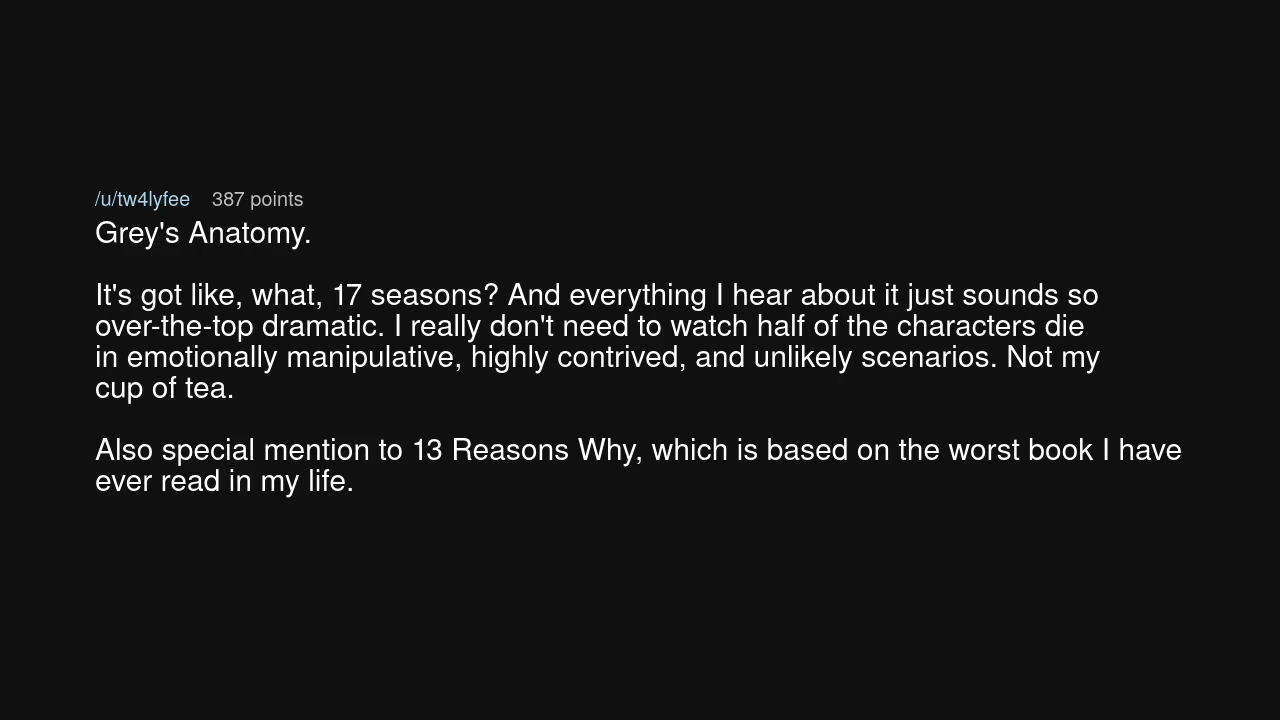 /u/tw4lyfee 387 points
Grey's Anatomy.
It's got like, what, 17 seasons? And everything I hear about it just sounds so
over-the-top dramatic. I really don't need to watch half of the characters die
in emotionally manipulative, highly contrived, and unlikely scenarios. Not my
cup of tea.
Also special mention to 13 Reasons Why, which is based on the worst book I have
ever read in my life.